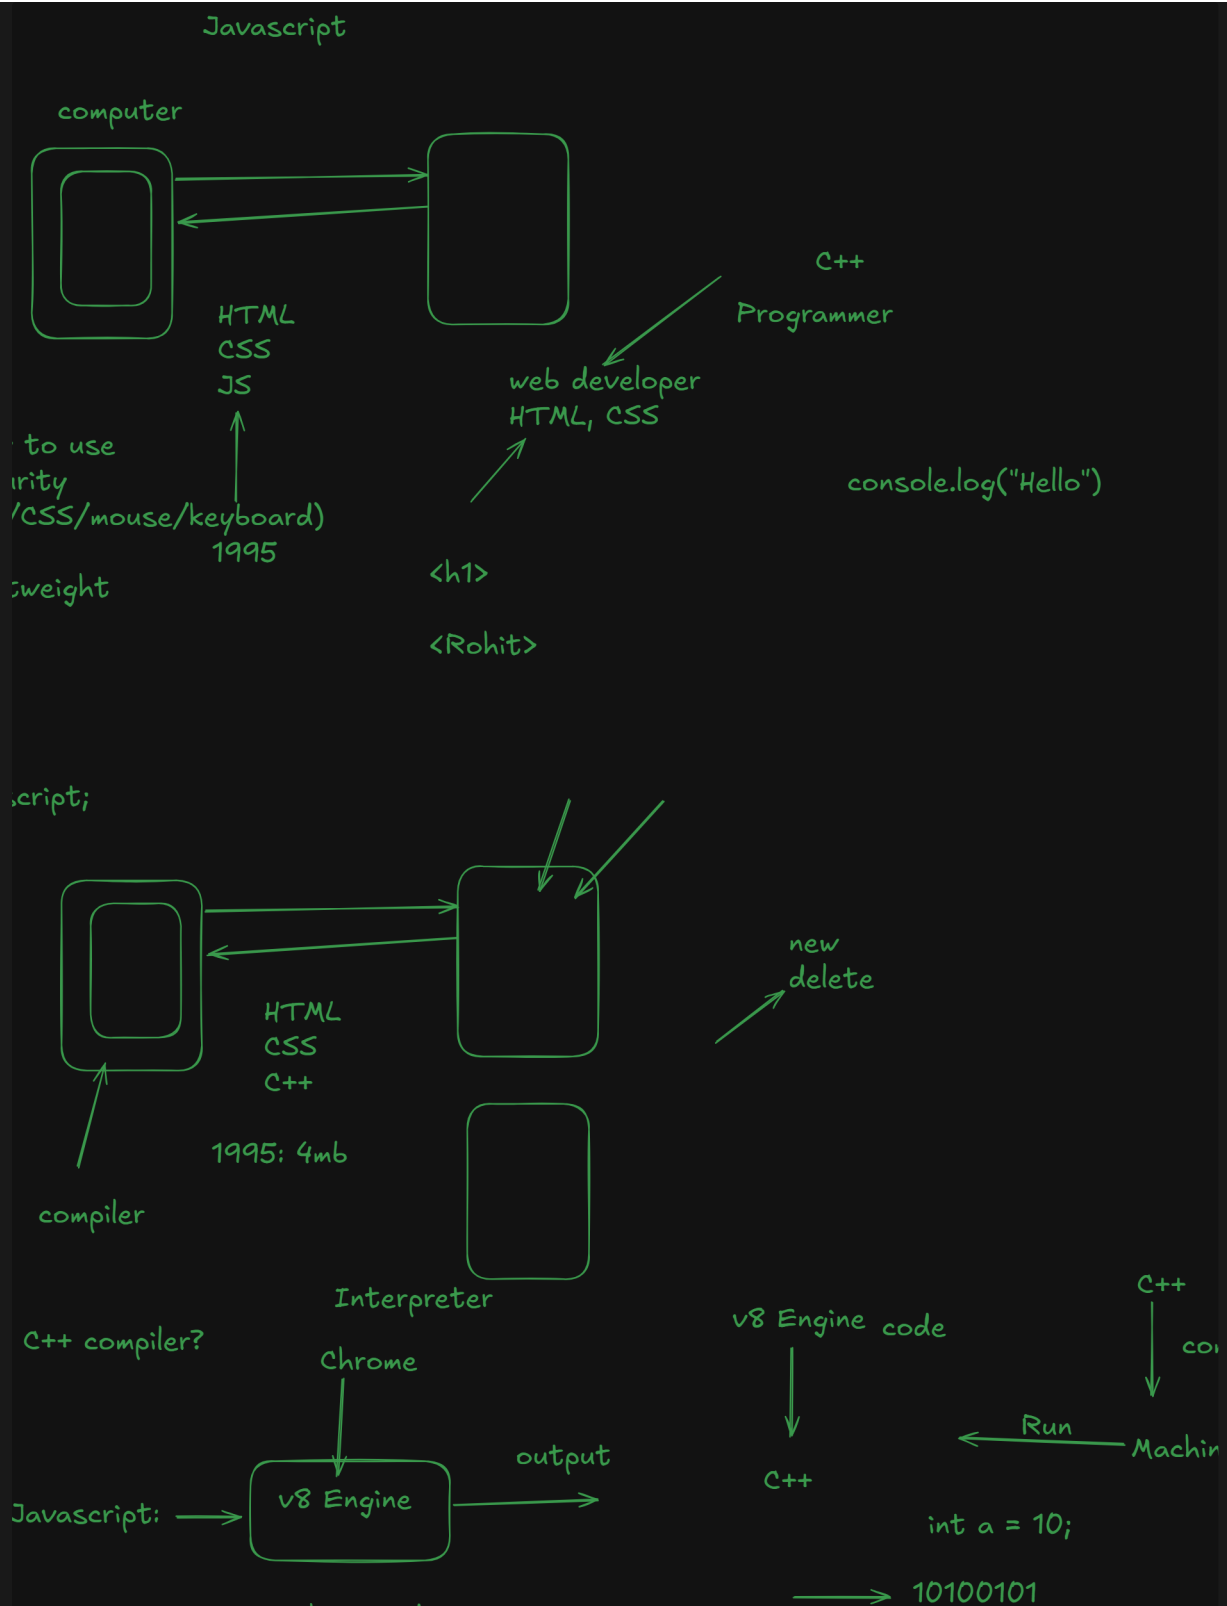 Javascript
computer
C++
Programmer
HTML
CSS
JS
web developer
HTML, CSS
to use
/CSS/mouse/keyboard)
1995
console.log("Hello")
<h1>
<Rohit>
new
delete
HTML
CSS
C++
1995: 4mb
compiler
Interpreter
C++ compiler?
Chrome
v8 Engine code
C++
C++
Run
output
Javascript:
v8 Engine
int a = 10;
10100101